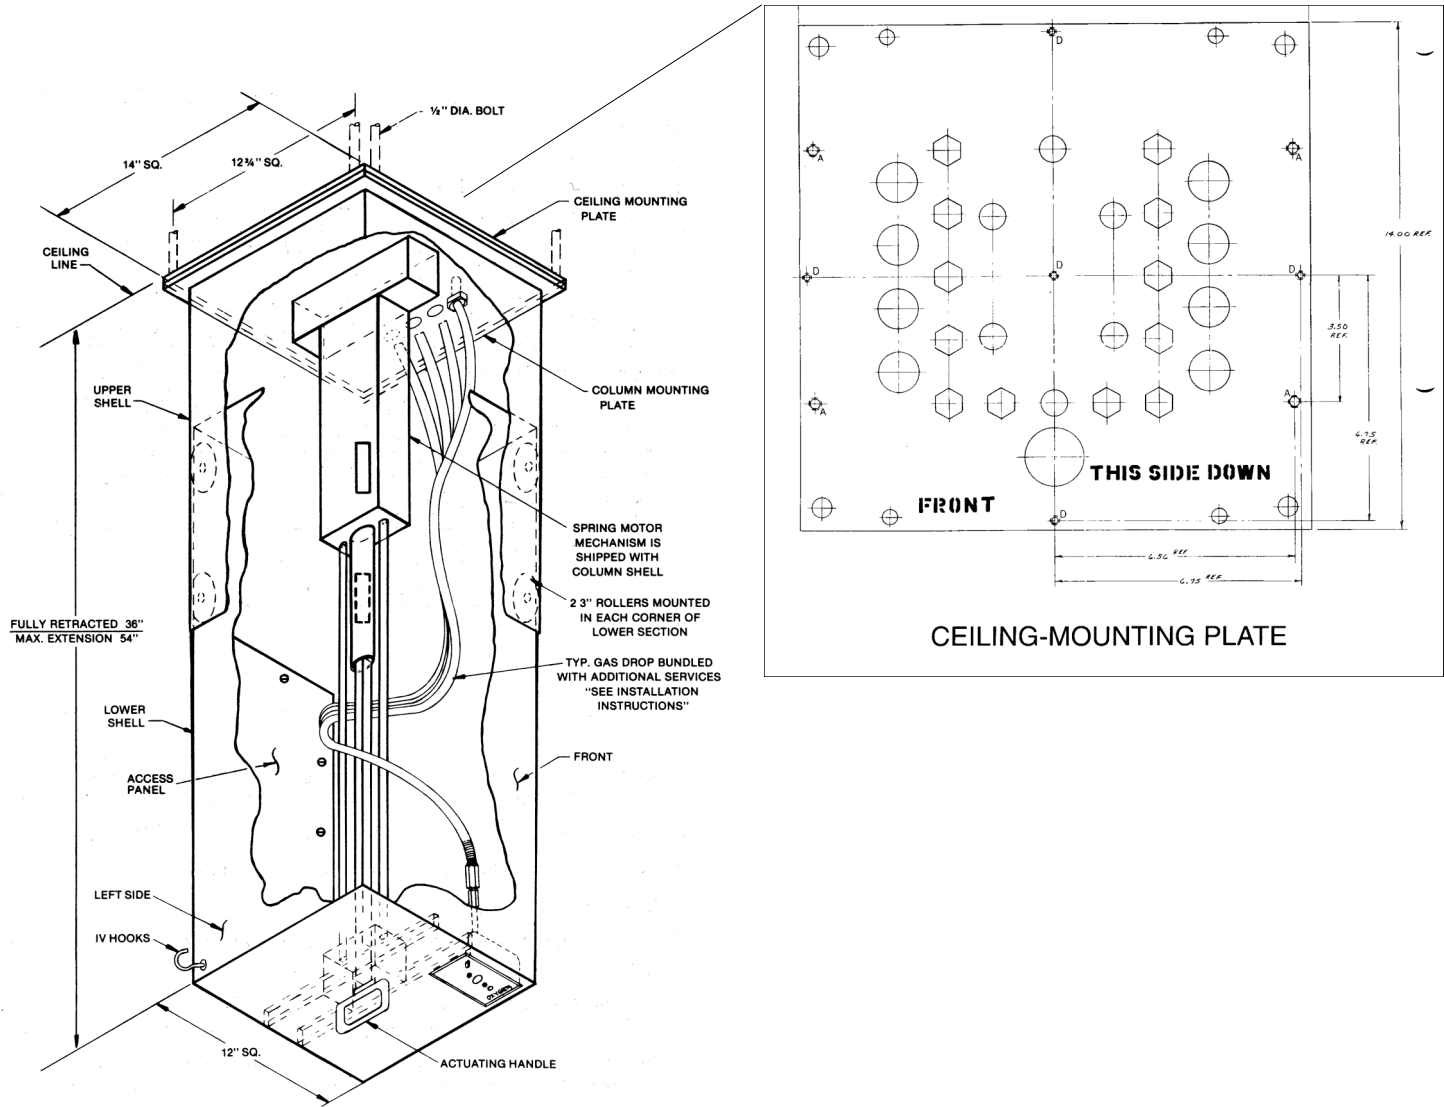 ½" DIA. BOLT
14" SQ.
12¾" SQ.
CEILING MOUNTING
PLATE
CEILING
LINE
UPPER
SHELL
COLUMN MOUNTING
PLATE
SPRING MOTOR
MECHANISM IS
SHIPPED WITH
COLUMN SHELL
2 3" ROLLERS MOUNTED
IN EACH CORNER OF
LOWER SECTION
FULLY RETRACTED 36"
MAX. EXTENSION 54"
TYP. GAS DROP BUNDLED
WITH ADDITIONAL SERVICES
"SEE INSTALLATION
INSTRUCTIONS"
LOWER
SHELL
FRONT
ACCESS
PANEL
LEFT SIDE
IV HOOKS
OXYGEN
12" SQ.
ACTUATING HANDLE
D
A
A
D
D
D
A
A
D
14.00 REF.
3.50
REF.
6.75
REF.
THIS SIDE DOWN
FRONT
6.56 REF
6.75 REF
CEILING-MOUNTING PLATE